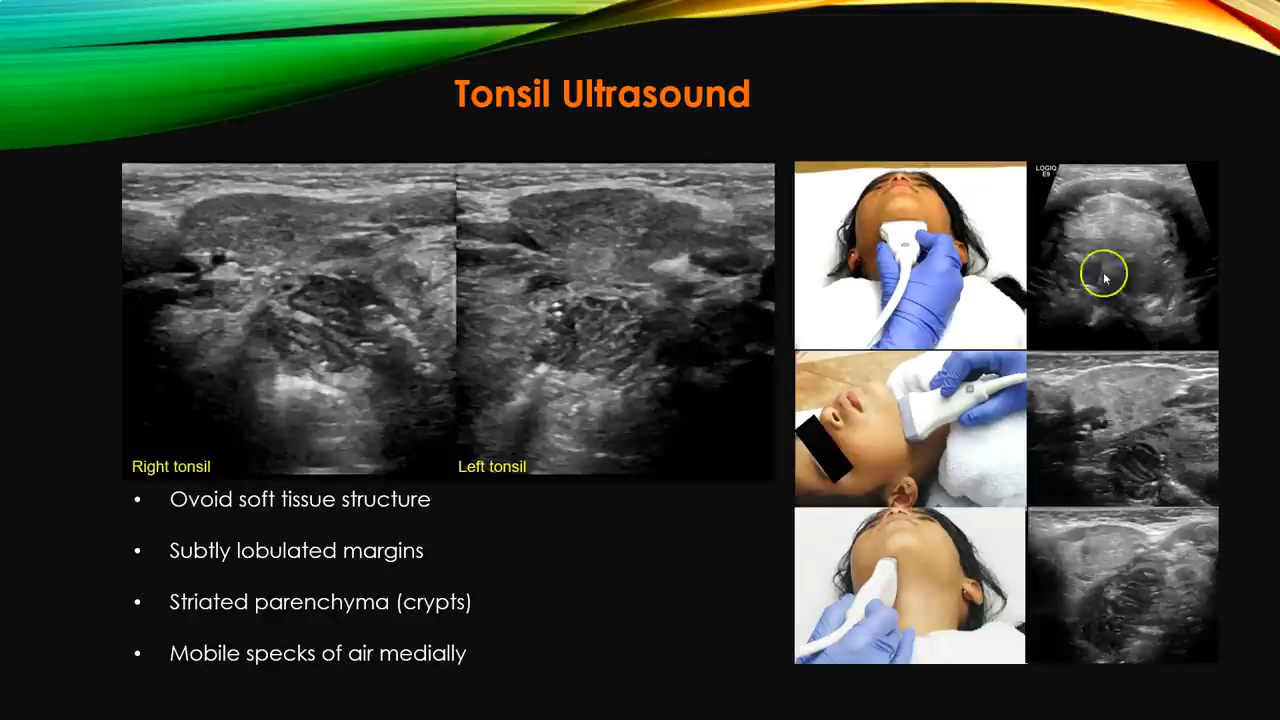 Tonsil Ultrasound
LOGIQ
E9
Right tonsil
Left tonsil
• Ovoid soft tissue structure
• Subtly lobulated margins
• Striated parenchyma (crypts)
• Mobile specks of air medially